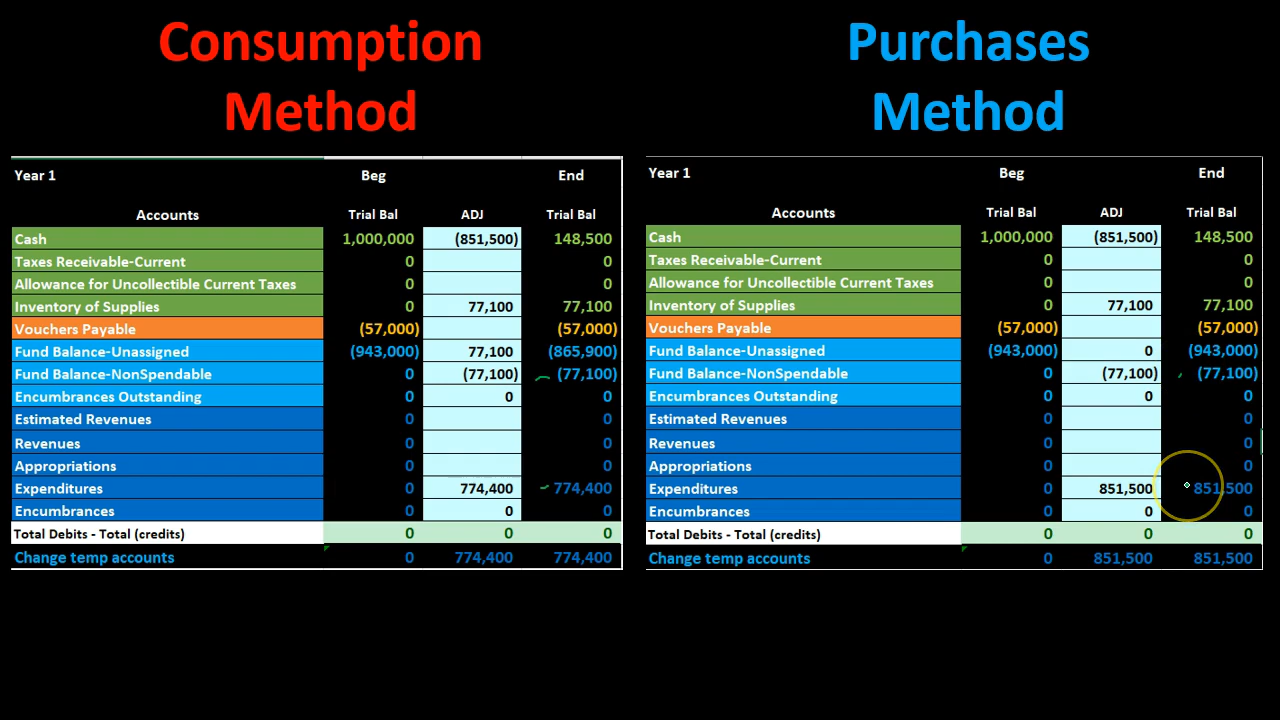 Consumption
Method
Year 1 Beg End
Accounts Trial Bal ADJ Trial Bal
Cash 1,000,000 (851,500) 148,500
Taxes Receivable-Current 0 0
Allowance for Uncollectible Current Taxes 0 0
Inventory of Supplies 0 77,100 77,100
Vouchers Payable (57,000) (57,000)
Fund Balance-Unassigned (943,000) 77,100 (865,900)
Fund Balance-NonSpendable 0 (77,100) (77,100)
Encumbrances Outstanding 0 0 0
Estimated Revenues 0 0
Revenues 0 0
Appropriations 0 0
Expenditures 0 774,400 774,400
Encumbrances 0 0 0
Total Debits - Total (credits) 0 0 0
Change temp accounts 0 774,400 774,400
Purchases
Method
Year 1 Beg End
Accounts Trial Bal ADJ Trial Bal
Cash 1,000,000 (851,500) 148,500
Taxes Receivable-Current 0 0
Allowance for Uncollectible Current Taxes 0 0
Inventory of Supplies 0 77,100 77,100
Vouchers Payable (57,000) (57,000)
Fund Balance-Unassigned (943,000) 0 (943,000)
Fund Balance-NonSpendable 0 (77,100) (77,100)
Encumbrances Outstanding 0 0 0
Estimated Revenues 0 0
Revenues 0 0
Appropriations 0 0
Expenditures 0 851,500 851,500
Encumbrances 0 0 0
Total Debits - Total (credits) 0 0 0
Change temp accounts 0 851,500 851,500